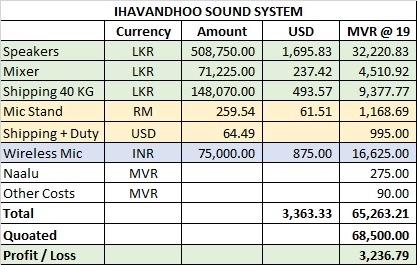 IHAVANDHOO SOUND SYSTEM
Currency Amount USD MVR @ 19
Speakers LKR 508,750.00 1,695.83 32,220.83
Mixer LKR 71,225.00 237.42 4,510.92
Shipping 40 KG LKR 148,070.00 493.57 9,377.77
Mic Stand RM 259.54 61.51 1,168.69
Shipping + Duty USD 64.49 995.00
Wireless Mic INR 75,000.00 875.00 16,625.00
Naalu MVR 275.00
Other Costs MVR 90.00
Total 3,363.33 65,263.21
Quoated 68,500.00
Profit / Loss 3,236.79